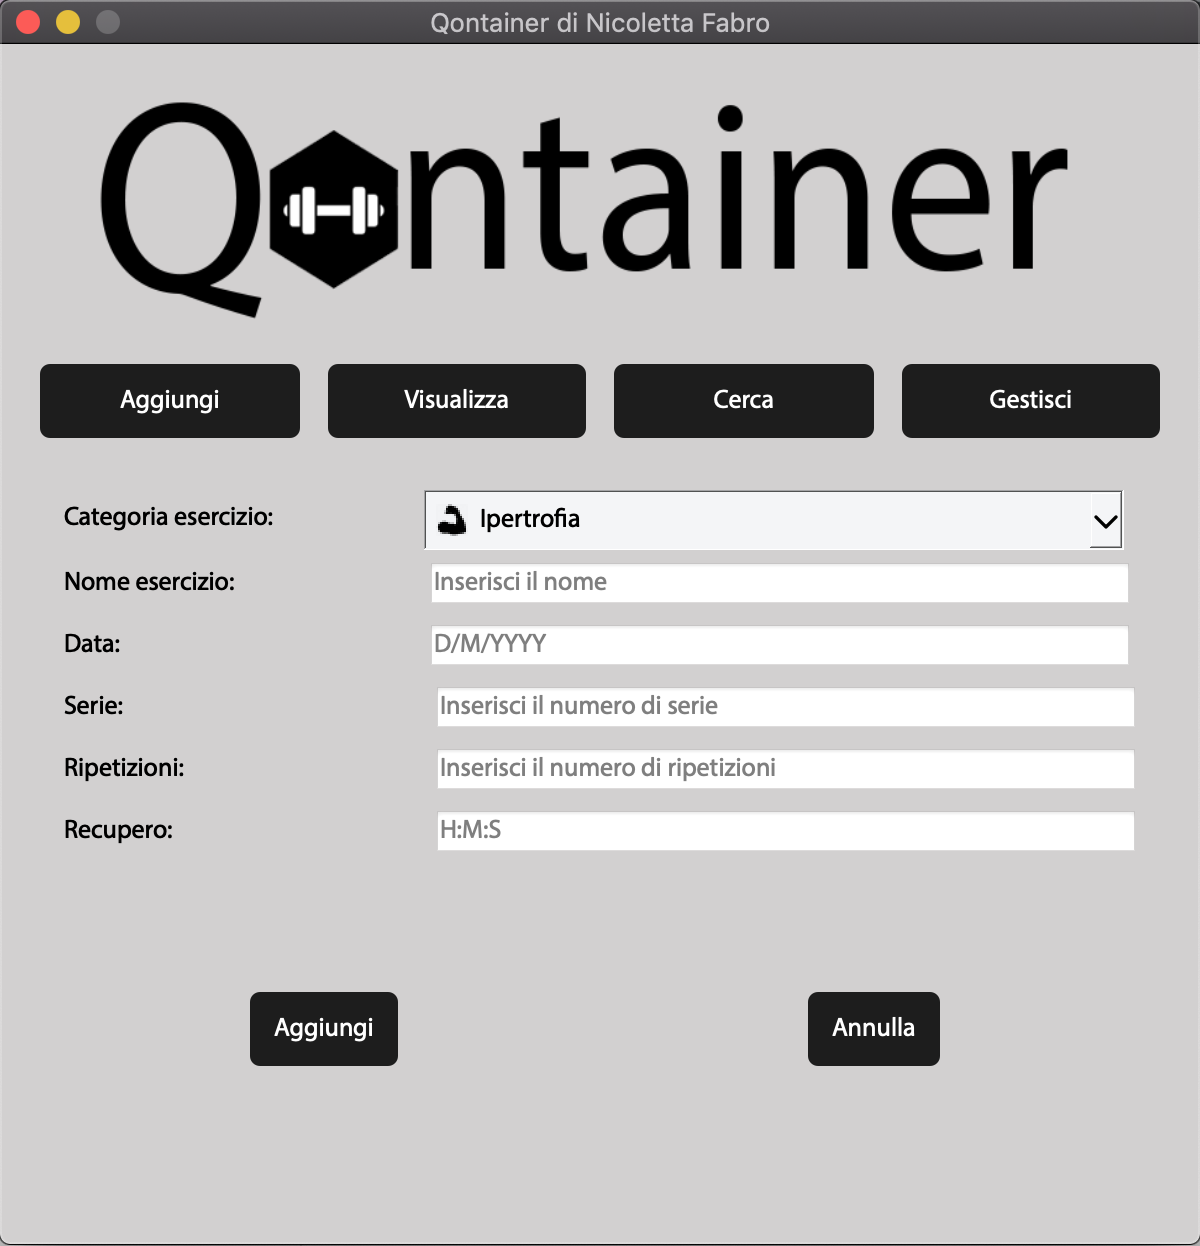 Qontainer di Nicoletta Fabro
Qontainer
Aggiungi Visualizza Cerca Gestisci
Categoria esercizio: Ipertrofia
Nome esercizio: Inserisci il nome
Data: D/M/YYYY
Serie: Inserisci il numero di serie
Ripetizioni: Inserisci il numero di ripetizioni
Recupero: H:M:S
Aggiungi Annulla